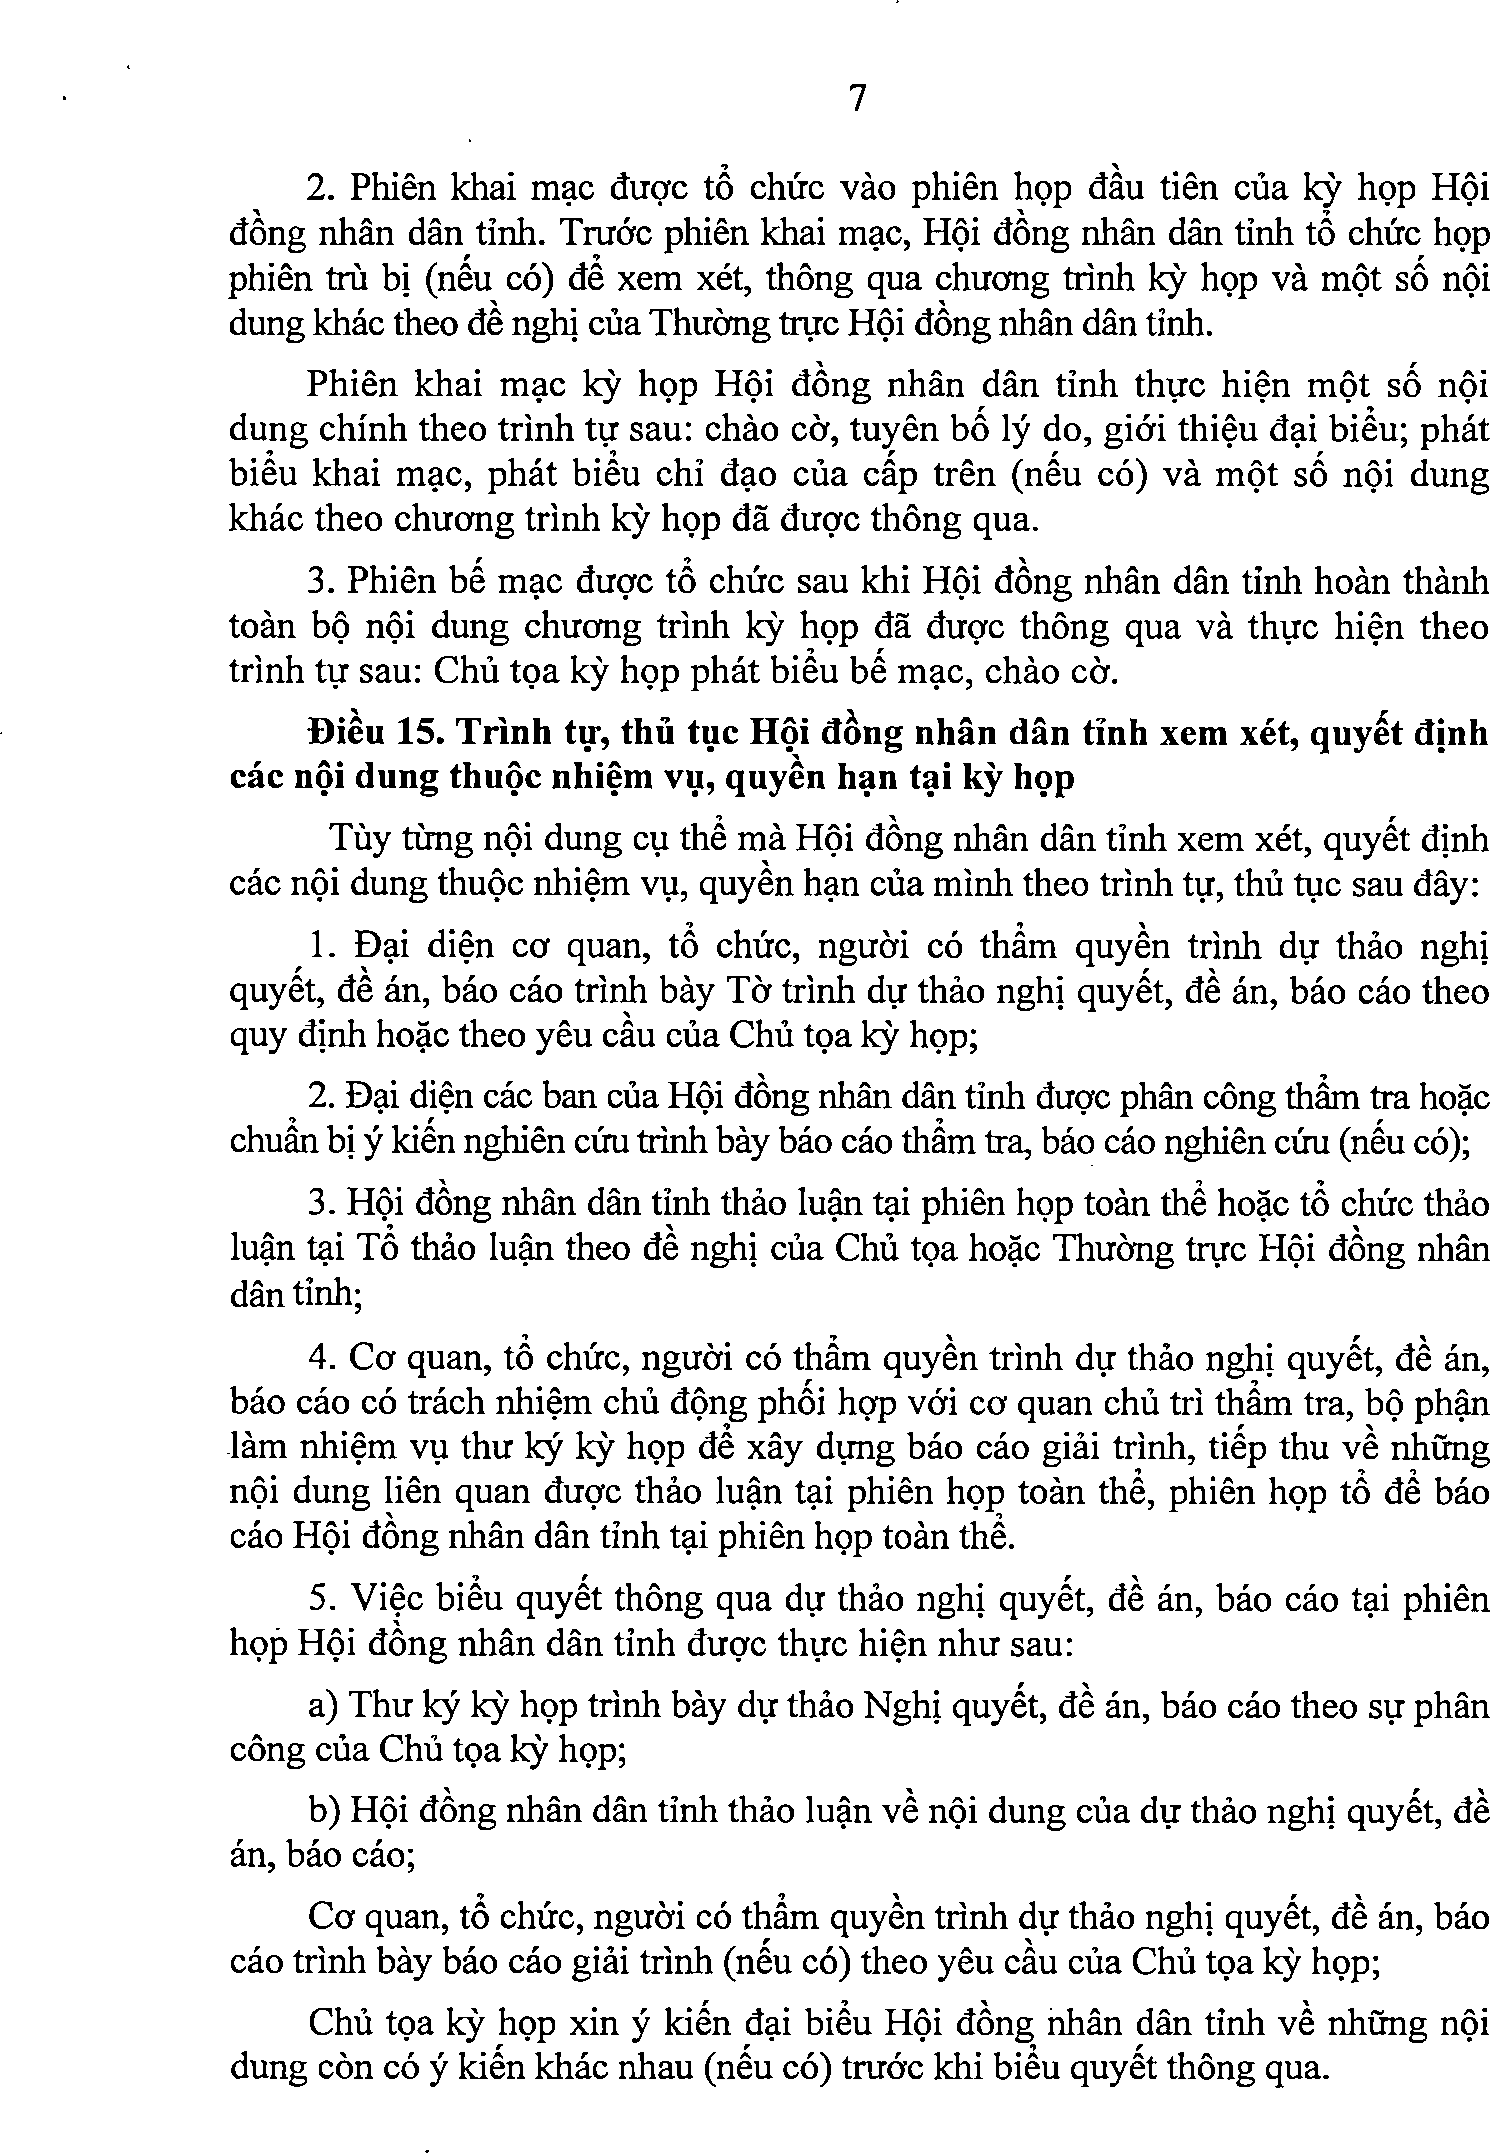 7
2. Phiên khai mạc được tổ chức vào phiên họp đầu tiên của kỳ họp Hội
đồng nhân dân tỉnh. Trước phiên khai mạc, Hội đồng nhân dân tỉnh tổ chức họp
phiên trù bị (nếu có) để xem xét, thông qua chương trình kỳ họp và một số nội
dung khác theo đề nghị của Thường trực Hội đồng nhân dân tỉnh.
Phiên khai mạc kỳ họp Hội đồng nhân dân tỉnh thực hiện một số nội
dung chính theo trình tự sau: chào cờ, tuyên bố lý do, giới thiệu đại biểu; phát
biểu khai mạc, phát biểu chỉ đạo của cấp trên (nếu có) và một số nội dung
khác theo chương trình kỳ họp đã được thông qua.
3. Phiên bế mạc được tổ chức sau khi Hội đồng nhân dân tỉnh hoàn thành
toàn bộ nội dung chương trình kỳ họp đã được thông qua và thực hiện theo
trình tự sau: Chủ tọa kỳ họp phát biểu bế mạc, chào cờ.
Điều 15. Trình tự, thủ tục Hội đồng nhân dân tỉnh xem xét, quyết định
các nội dung thuộc nhiệm vụ, quyền hạn tại kỳ họp
Tùy từng nội dung cụ thể mà Hội đồng nhân dân tỉnh xem xét, quyết định
các nội dung thuộc nhiệm vụ, quyền hạn của mình theo trình tự, thủ tục sau đây:
1. Đại diện cơ quan, tổ chức, người có thẩm quyền trình dự thảo nghị
quyết, đề án, báo cáo trình bày Tờ trình dự thảo nghị quyết, đề án, báo cáo theo
quy định hoặc theo yêu cầu của Chủ tọa kỳ họp;
2. Đại diện các ban của Hội đồng nhân dân tỉnh được phân công thẩm tra hoặc
chuẩn bị ý kiến nghiên cứu trình bày báo cáo thẩm tra, báo cáo nghiên cứu (nếu có);
3. Hội đồng nhân dân tỉnh thảo luận tại phiên họp toàn thể hoặc tổ chức thảo
luận tại Tổ thảo luận theo đề nghị của Chủ tọa hoặc Thường trực Hội đồng nhân
dân tỉnh;
4. Cơ quan, tổ chức, người có thẩm quyền trình dự thảo nghị quyết, đề án,
báo cáo có trách nhiệm chủ động phối hợp với cơ quan chủ trì thẩm tra, bộ phận
làm nhiệm vụ thư ký kỳ họp để xây dựng báo cáo giải trình, tiếp thu về những
nội dung liên quan được thảo luận tại phiên họp toàn thể, phiên họp tổ để báo
cáo Hội đồng nhân dân tỉnh tại phiên họp toàn thể.
5. Việc biểu quyết thông qua dự thảo nghị quyết, đề án, báo cáo tại phiên
họp Hội đồng nhân dân tỉnh được thực hiện như sau:
a) Thư ký kỳ họp trình bày dự thảo Nghị quyết, đề án, báo cáo theo sự phân
công của Chủ tọa kỳ họp;
b) Hội đồng nhân dân tỉnh thảo luận về nội dung của dự thảo nghị quyết, đề
án, báo cáo;
Cơ quan, tổ chức, người có thẩm quyền trình dự thảo nghị quyết, đề án, báo
cáo trình bày báo cáo giải trình (nếu có) theo yêu cầu của Chủ tọa kỳ họp;
Chủ tọa kỳ họp xin ý kiến đại biểu Hội đồng nhân dân tỉnh về những nội
dung còn có ý kiến khác nhau (nếu có) trước khi biểu quyết thông qua.